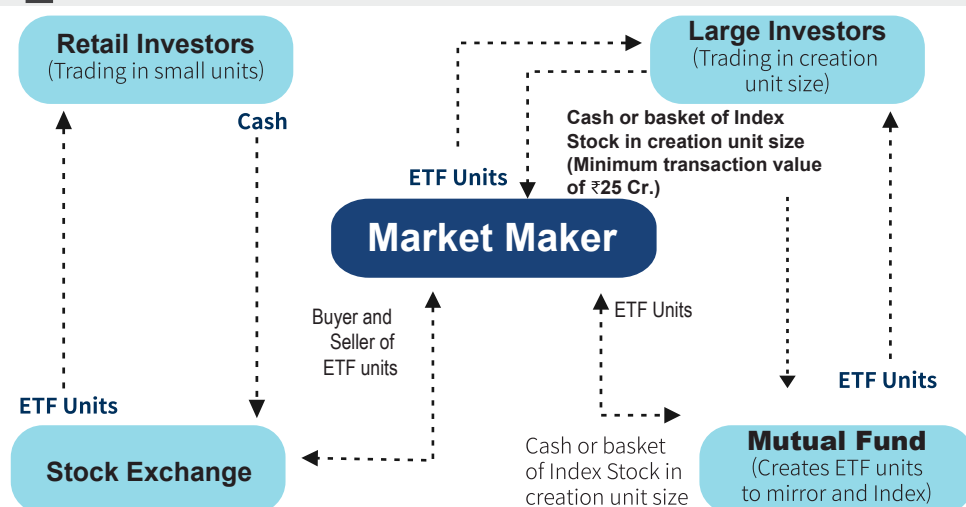 Retail Investors
(Trading in small units)
Large Investors
(Trading in creation
unit size)
Cash
Cash or basket of Index
Stock in creation unit size
(Minimum transaction value
of ₹25 Cr.)
ETF Units
Market Maker
Buyer and
Seller of
ETF units
ETF Units
ETF Units
ETF Units
Stock Exchange
Cash or basket
of Index Stock in
creation unit size
Mutual Fund
(Creates ETF units
to mirror and Index)